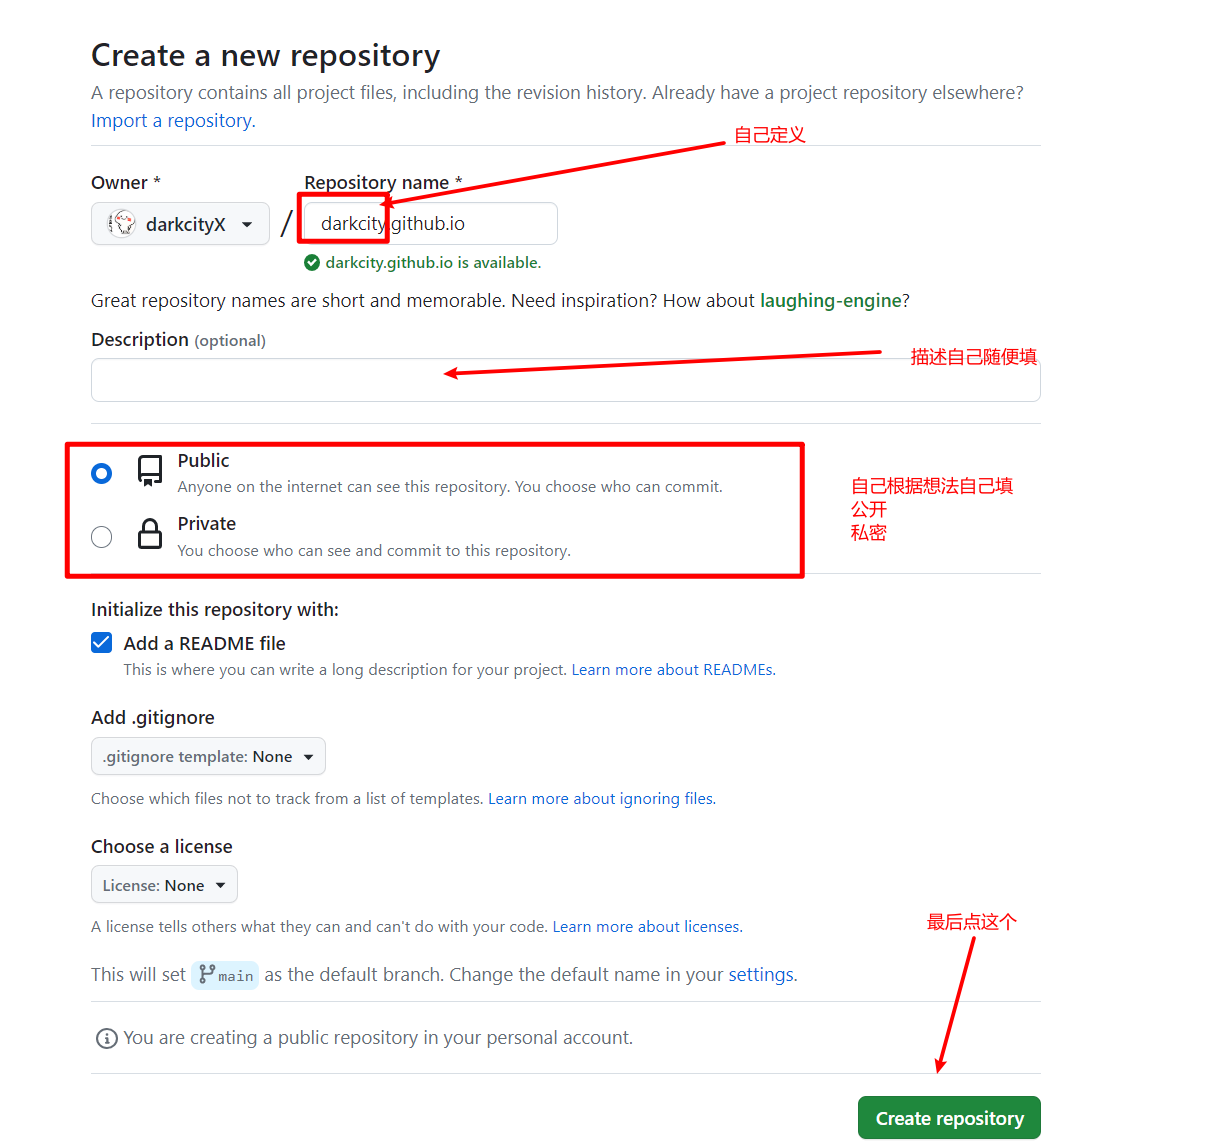 Create a new repository
A repository contains all project files, including the revision history. Already have a project repository elsewhere?
Import a repository.
自己定义
Owner *
Repository name *
darkcityX
/
darkcity.github.io
darkcity.github.io is available.
Great repository names are short and memorable. Need inspiration? How about laughing-engine?
Description (optional)
描述自己随便填
Public
Anyone on the internet can see this repository. You choose who can commit.
Private
You choose who can see and commit to this repository.
自己根据想法自己填
公开
私密
Initialize this repository with:
Add a README file
This is where you can write a long description for your project. Learn more about READMEs.
Add .gitignore
.gitignore template: None
Choose which files not to track from a list of templates. Learn more about ignoring files.
Choose a license
License: None
A license tells others what they can and can't do with your code. Learn more about licenses.
最后点这个
This will set main as the default branch. Change the default name in your settings.
You are creating a public repository in your personal account.
Create repository